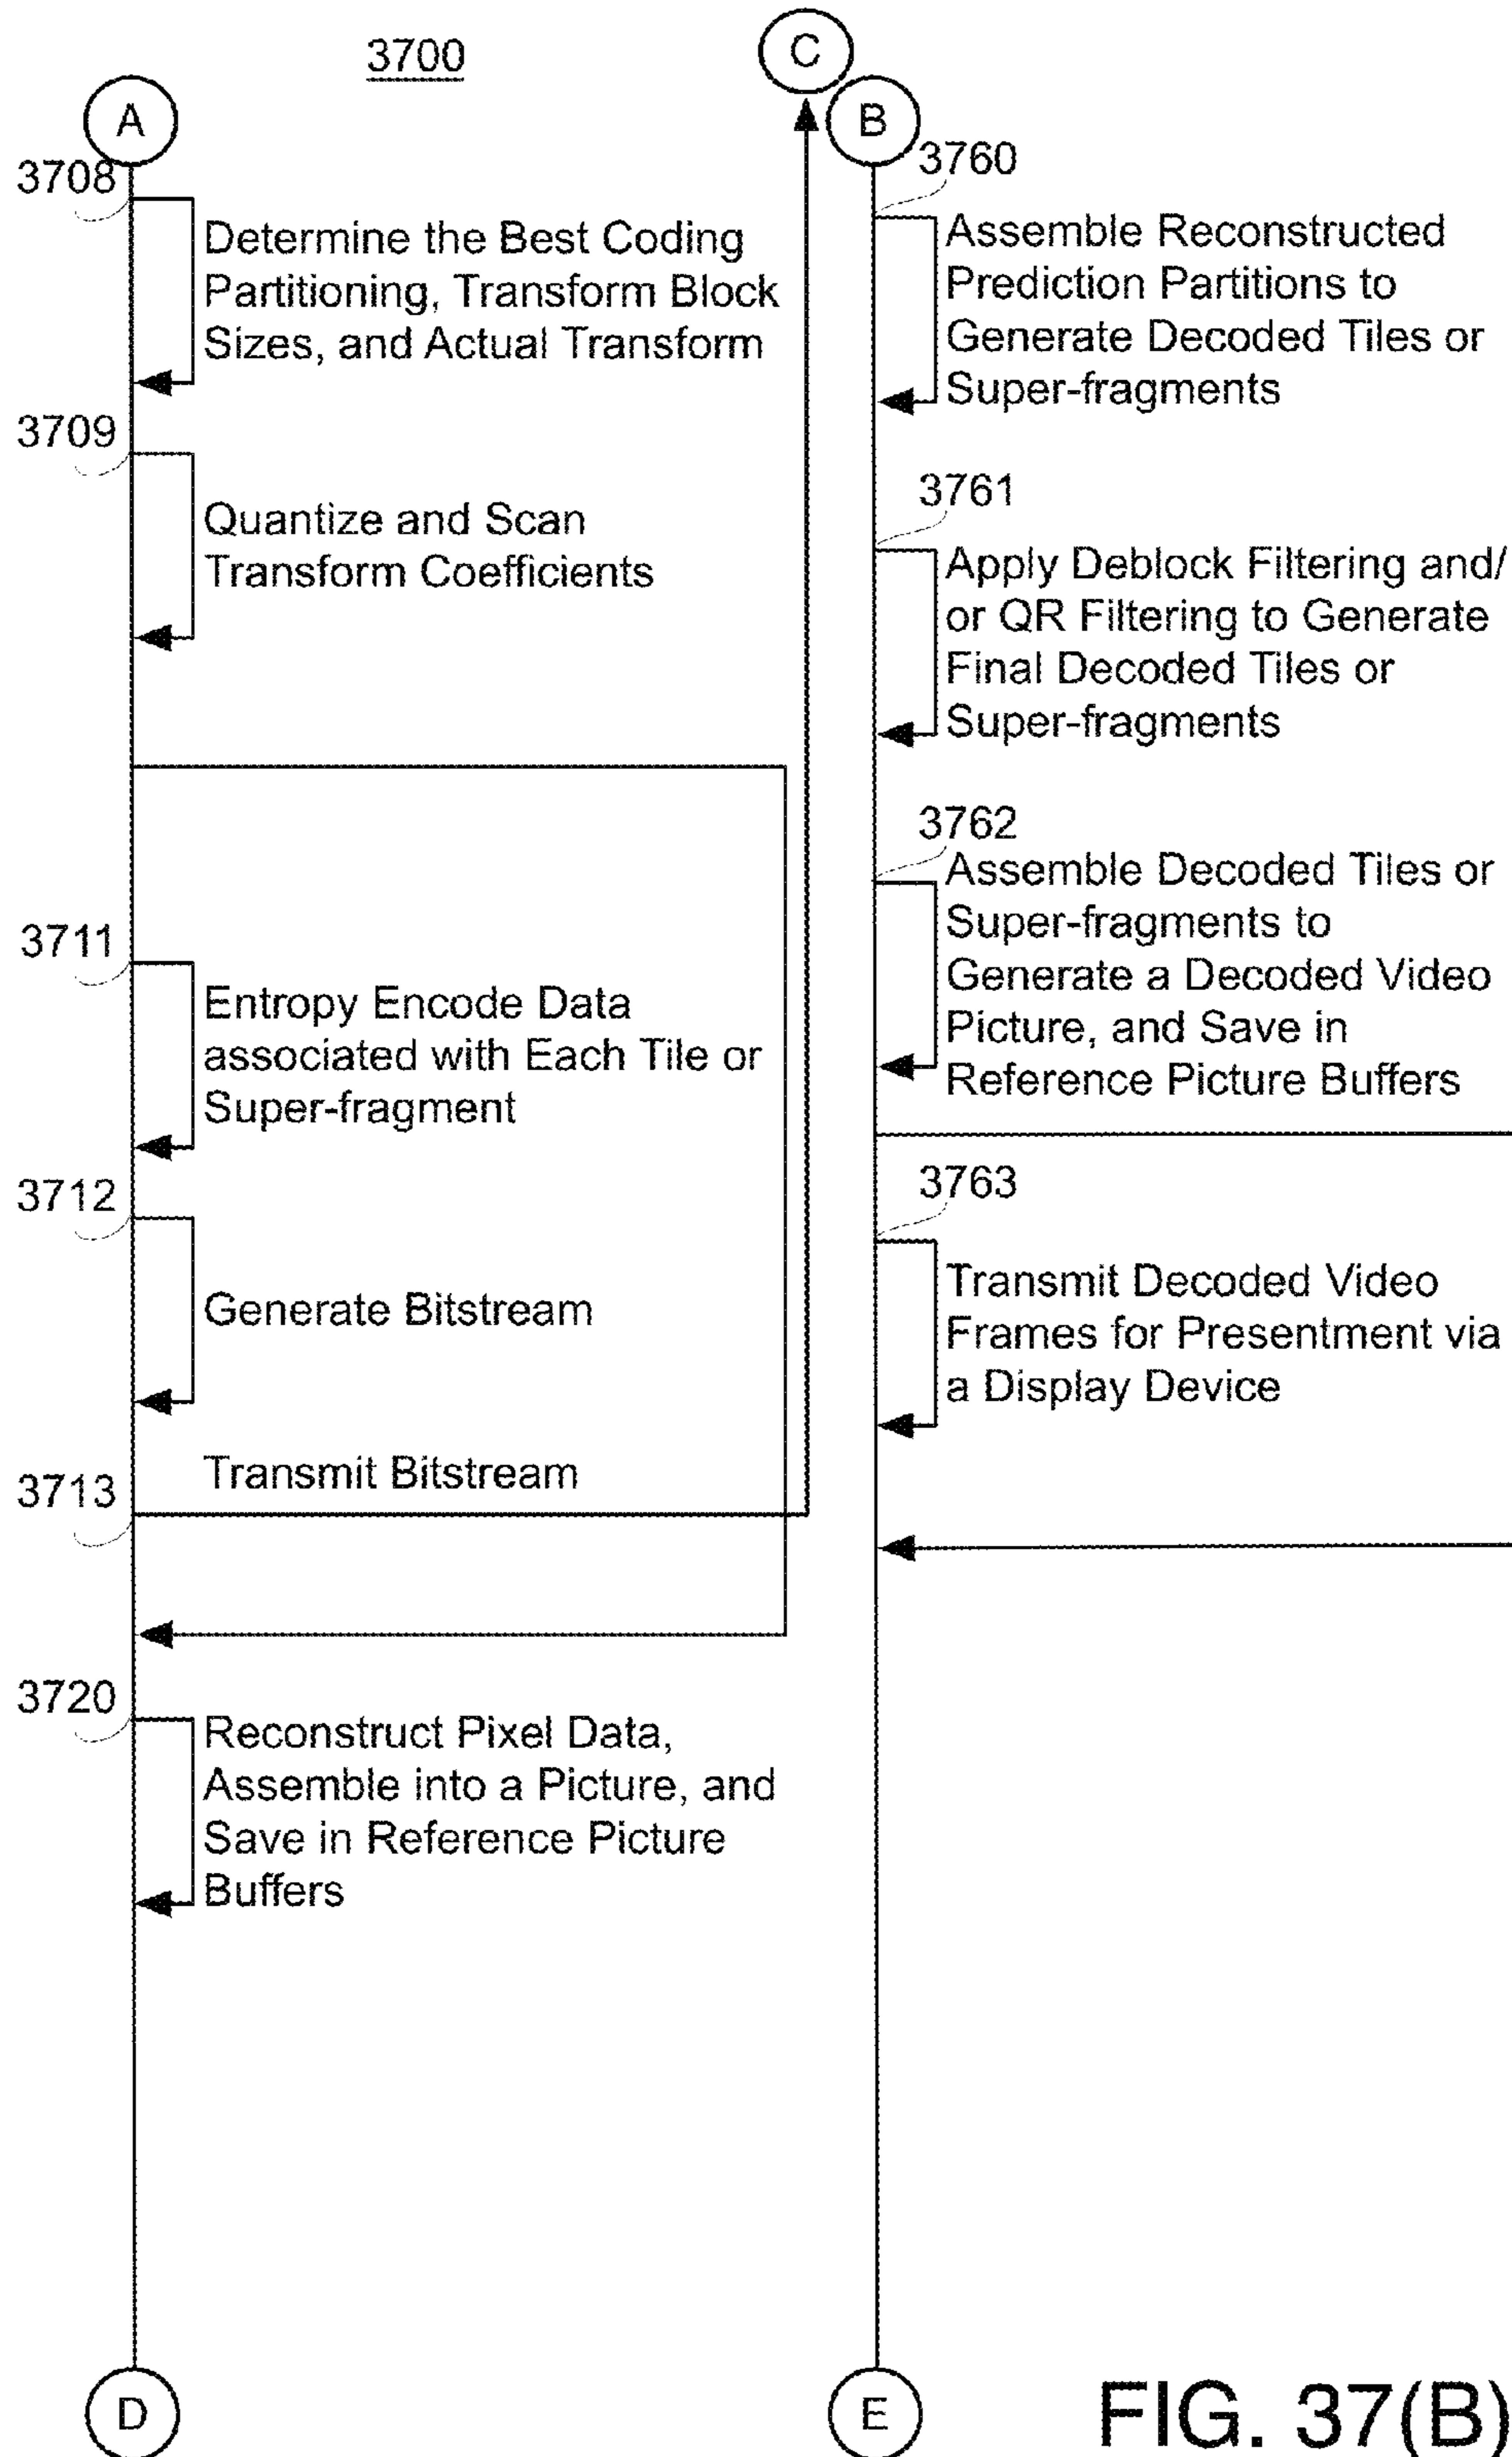 3700
C
A
B
3708
Determine the Best Coding
Partitioning, Transform Block
Sizes, and Actual Transform
3709
Quantize and Scan
Transform Coefficients
3711
Entropy Encode Data
associated with Each Tile or
Super-fragment
3712
Generate Bitstream
Transmit Bitstream
3713
3720
Reconstruct Pixel Data,
Assemble into a Picture, and
Save in Reference Picture
Buffers
D
3760
Assemble Reconstructed
Prediction Partitions to
Generate Decoded Tiles or
Super-fragments
3761
Apply Deblock Filtering and/
or QR Filtering to Generate
Final Decoded Tiles or
Super-fragments
3762
Assemble Decoded Tiles or
Super-fragments to
Generate a Decoded Video
Picture, and Save in
Reference Picture Buffers
3763
Transmit Decoded Video
Frames for Presentment via
a Display Device
E
FIG. 37(B)